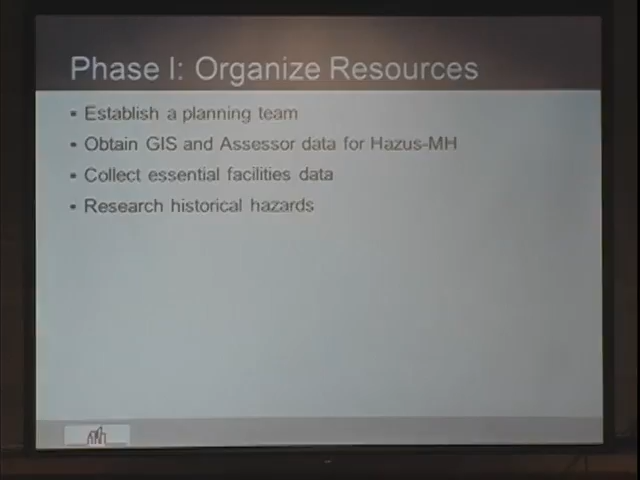 Phase I: Organize Resources
▪ Establish a planning team
▪ Obtain GIS and Assessor data for Hazus-MH
▪ Collect essential facilities data
▪ Research historical hazards